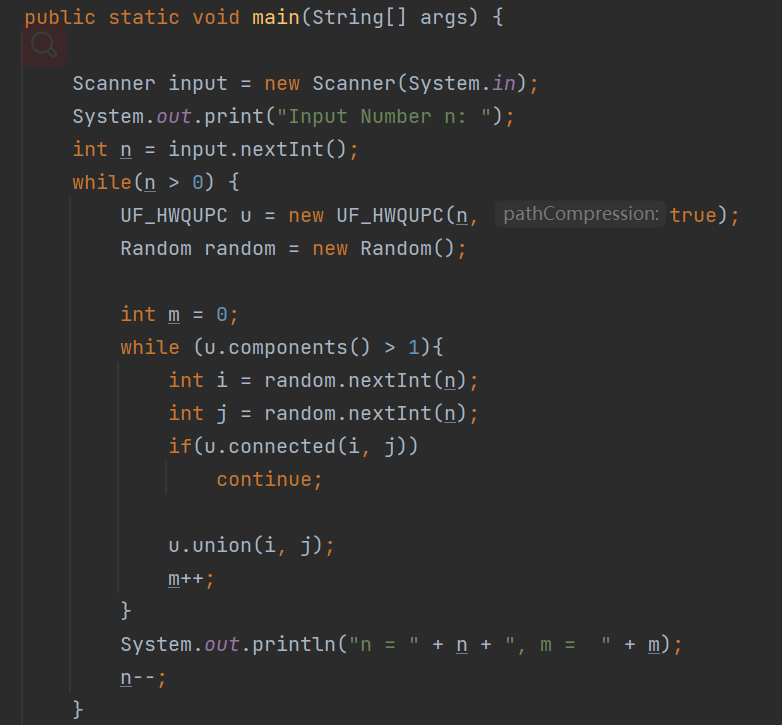 public static void main(String[] args) {
Scanner input = new Scanner(System.in);
System.out.print("Input Number n: ");
int n = input.nextInt();
while(n > 0) {
UF_HWQUPC u = new UF_HWQUPC(n, pathCompression: true);
Random random = new Random();
int m = 0;
while (u.components() > 1){
int i = random.nextInt(n);
int j = random.nextInt(n);
if(u.connected(i, j))
continue;
u.union(i, j);
m++;
}
System.out.println("n = " + n + ", m =  " + m);
n--;
}